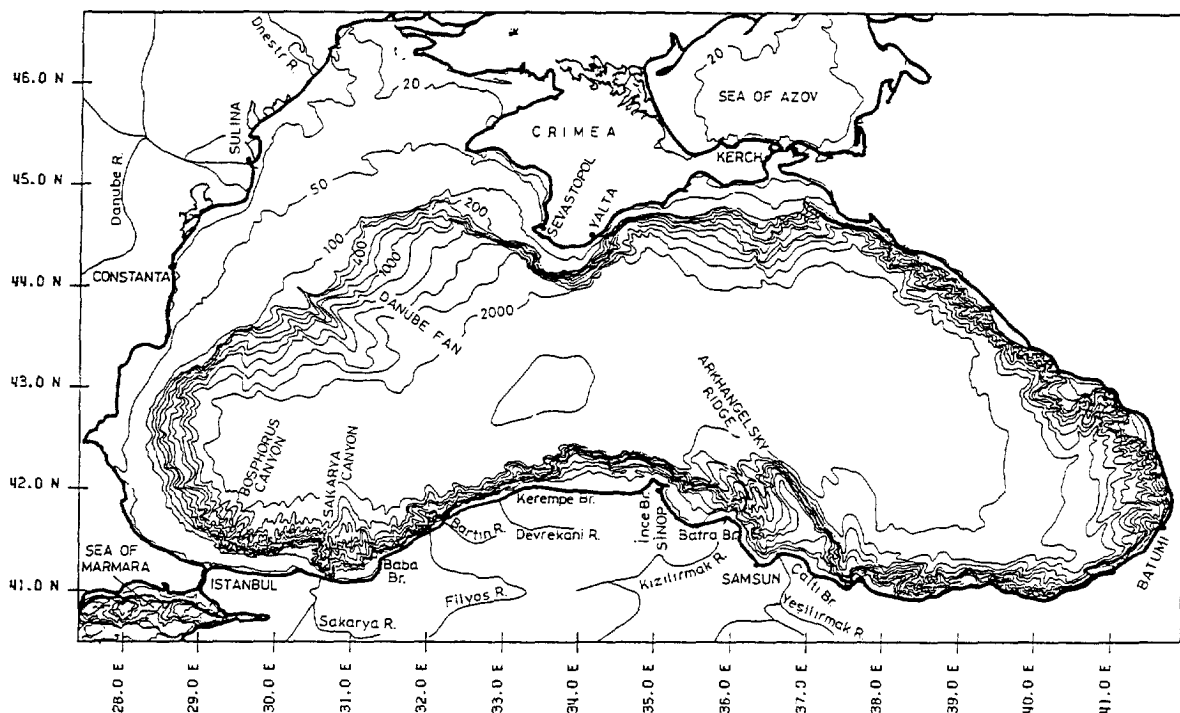 46.0 N
45.0 N
44.0 N
43.0 N
42.0 N
41.0 N
Dnestr R.
20
20
SEA OF AZOV
SULINA
CRIMEA
KERCH
Danube R.
50
SEVASTOPOL
YALTA
200
100
400
1000
CONSTANTA
DANUBE FAN
2000
ARKHANGELSKY
RIDGE
BOSPHORUS
CANYON
SAKARYA
CANYON
Kerempe Br.
İnce Br.
SİNOP
Bartın R.
Devrekani R.
Bafra Br.
SEA OF
MARMARA
İSTANBUL
Baba
Br.
Kızılırmak R.
SAMSUN
Çaltı Br.
BATUMI
Filyos R.
Sakarya R.
Yeşilırmak R.
28.0 E
29.0 E
30.0 E
31.0 E
32.0 E
33.0 E
34.0 E
35.0 E
36.0 E
37.0 E
38.0 E
39.0 E
40.0 E
41.0 E